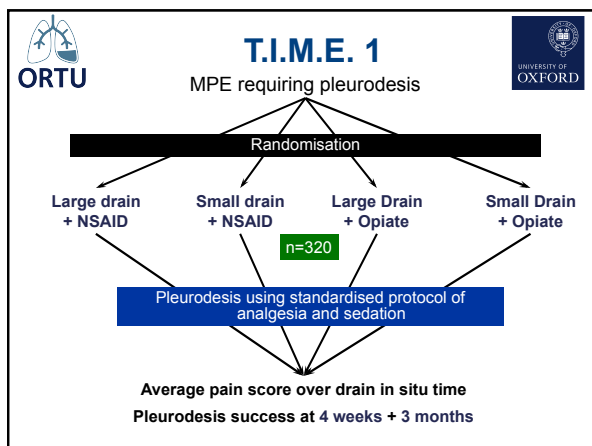 T.I.M.E. 1
ORTU
UNIVERSITY OF
OXFORD
MPE requiring pleurodesis
Randomisation
Large drain
+ NSAID
Small drain
+ NSAID
Large Drain
+ Opiate
Small Drain
+ Opiate
n=320
Pleurodesis using standardised protocol of
analgesia and sedation
Average pain score over drain in situ time
Pleurodesis success at 4 weeks + 3 months